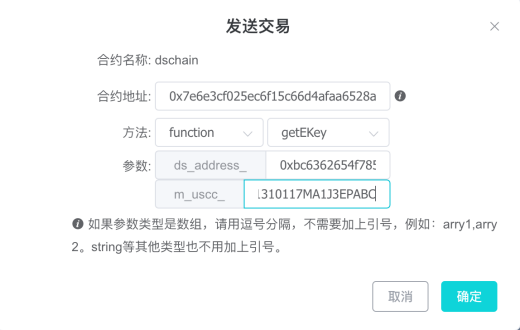 发送交易
合约名称: dschain
合约地址: 0x7e6e3cf025ec6f15c66d4afaa6528a
方法: function getEKey
参数: ds_address_ 0xbc6362654f785
m_uscc_ 1310117MA1J3EPABC
如果参数类型是数组，请用逗号分隔，不需要加上引号，例如：arry1,arry
2。string等其他类型也不用加上引号。
取消 确定